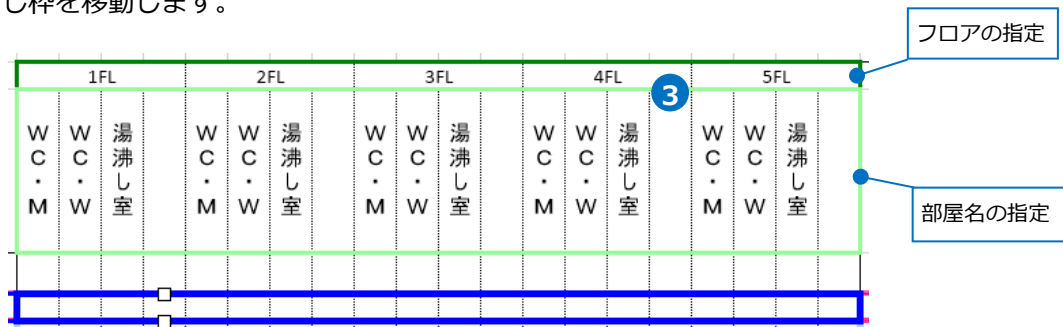 し枠を移動します。
フロアの指定
1FL 2FL 3FL 4FL 5FL
3
WC・M WC・W 湯沸し室 WC・M WC・W 湯沸し室 WC・M WC・W 湯沸し室 WC・M WC・W 湯沸し室 WC・M WC・W 湯沸し室
部屋名の指定